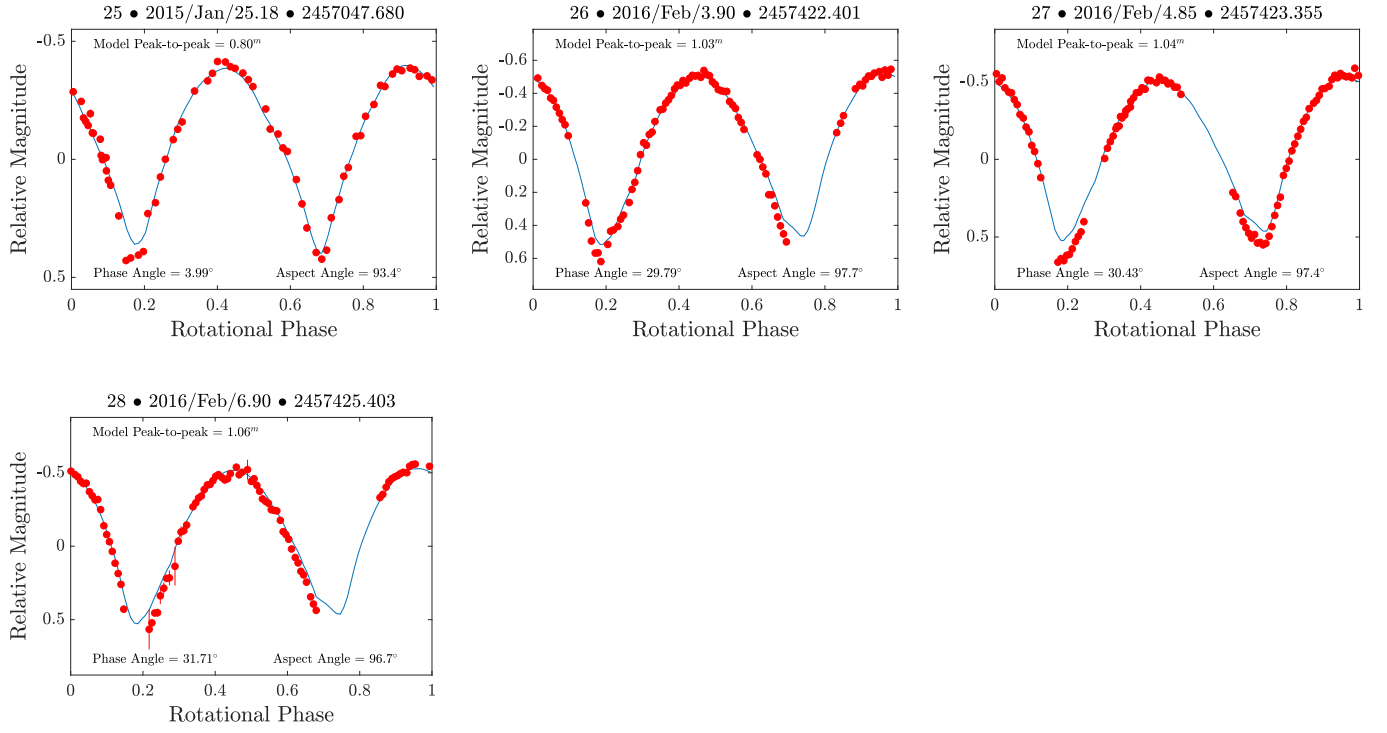 25 • 2015/Jan/25.18 • 2457047.680
Model Peak-to-peak = 0.80m
-0.5
0
0.5
Relative Magnitude
Phase Angle = 3.99°
Aspect Angle = 93.4°
0 0.2 0.4 0.6 0.8 1
Rotational Phase
26 • 2016/Feb/3.90 • 2457422.401
Model Peak-to-peak = 1.03m
-0.6
-0.4
-0.2
0
0.2
0.4
0.6
Relative Magnitude
Phase Angle = 29.79°
Aspect Angle = 97.7°
0 0.2 0.4 0.6 0.8 1
Rotational Phase
27 • 2016/Feb/4.85 • 2457423.355
Model Peak-to-peak = 1.04m
-0.5
0
0.5
Relative Magnitude
Phase Angle = 30.43°
Aspect Angle = 97.4°
0 0.2 0.4 0.6 0.8 1
Rotational Phase
28 • 2016/Feb/6.90 • 2457425.403
Model Peak-to-peak = 1.06m
-0.5
0
0.5
Relative Magnitude
Phase Angle = 31.71°
Aspect Angle = 96.7°
0 0.2 0.4 0.6 0.8 1
Rotational Phase